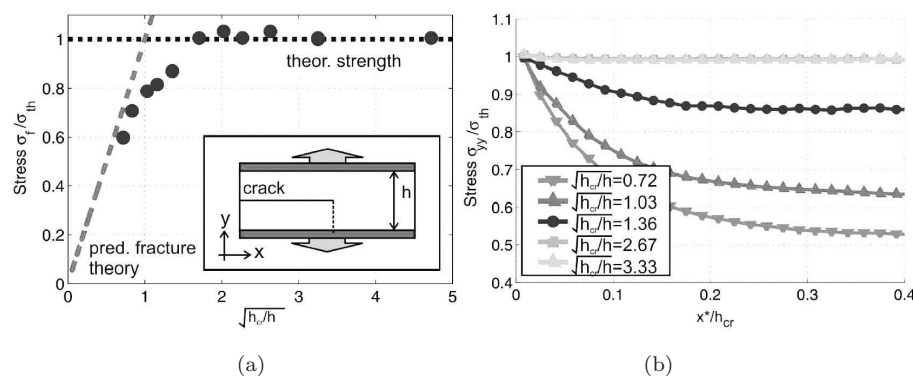 1
0.8
0.6
0.4
0.2
0
Stress σf/σth
theor. strength
crack
h
y
x
pred. fracture
theory
0 1 2 3 4 5
√hcr/h
1.1
1
0.9
0.8
0.7
0.6
0.5
0.4
Stress σyy/σth
√hcr/h=0.72
√hcr/h=1.03
√hcr/h=1.36
√hcr/h=2.67
√hcr/h=3.33
0 0.1 0.2 0.3 0.4
x*/hcr
(a)
(b)